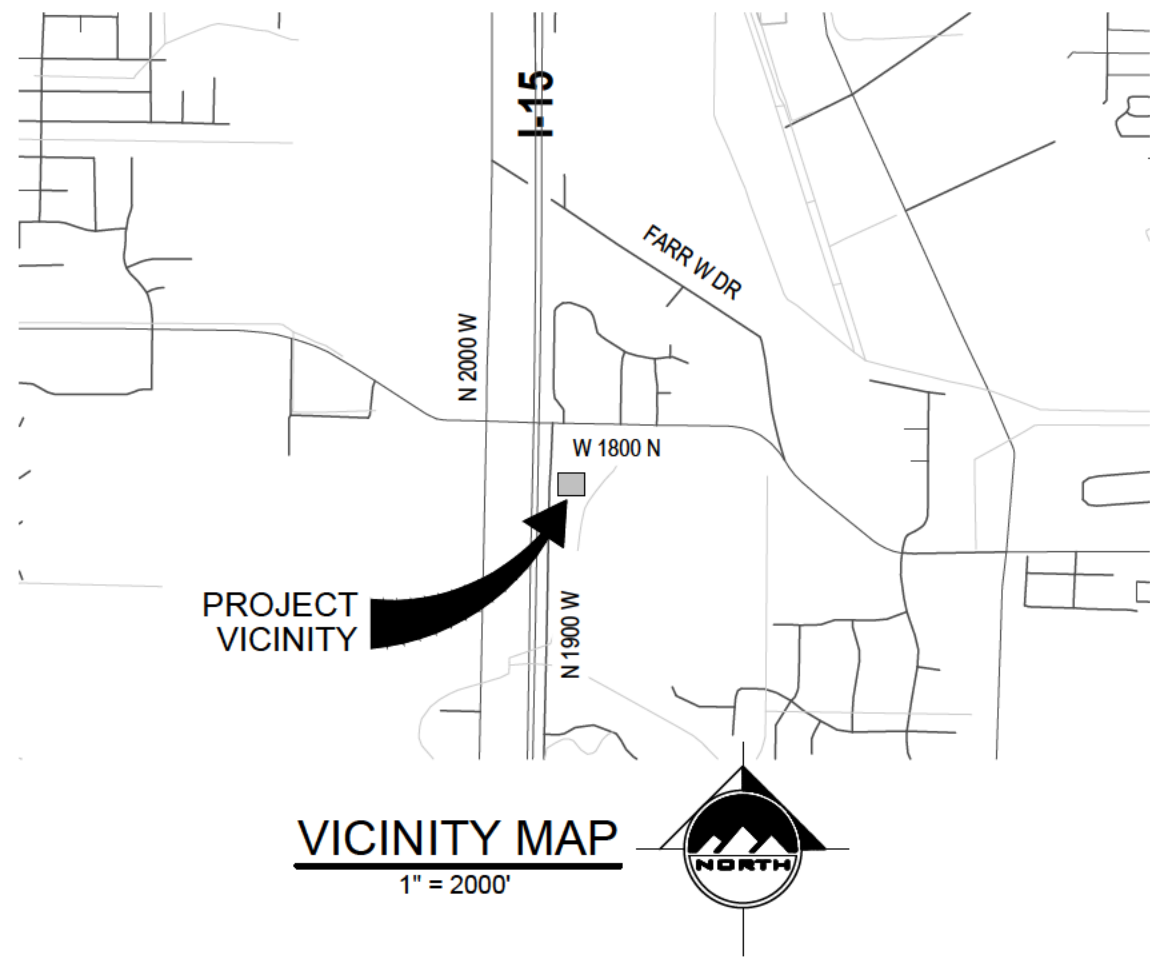 I-15
FARR W DR
N 2000 W
W 1800 N
PROJECT
VICINITY
N 1900 W
VICINITY MAP
1" = 2000'
NORTH